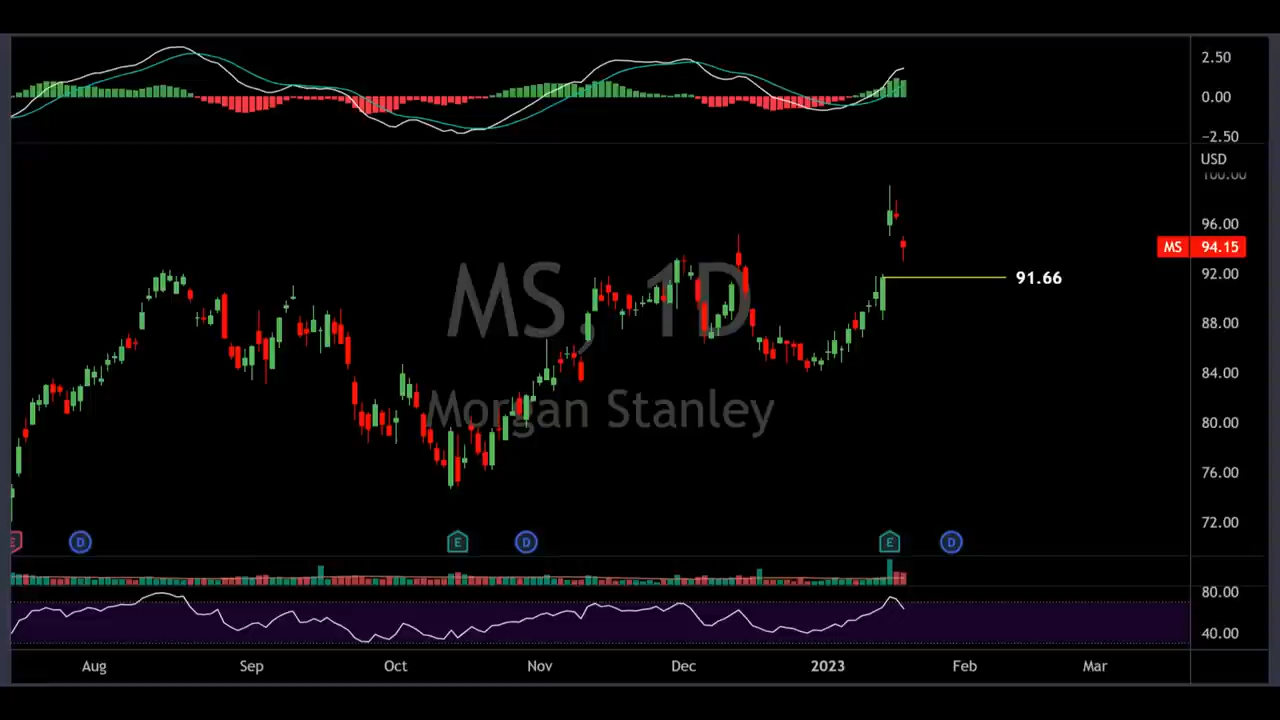 2.50
0.00
−2.50
USD
100.00
96.00
MS 94.15
92.00
91.66
88.00
84.00
80.00
76.00
72.00
MS, 1D
Morgan Stanley
E D E D E D
80.00
40.00
Aug Sep Oct Nov Dec 2023 Feb Mar